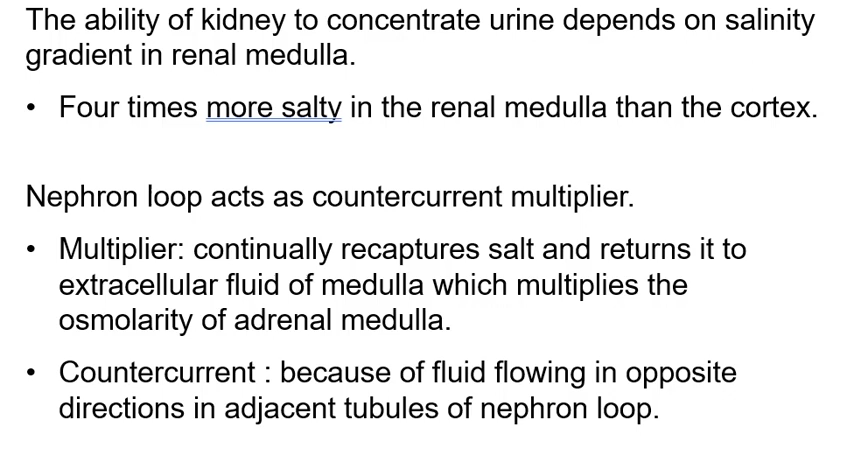 The ability of kidney to concentrate urine depends on salinity
gradient in renal medulla.
• Four times more salty in the renal medulla than the cortex.
Nephron loop acts as countercurrent multiplier.
• Multiplier: continually recaptures salt and returns it to
extracellular fluid of medulla which multiplies the
osmolarity of adrenal medulla.
• Countercurrent : because of fluid flowing in opposite
directions in adjacent tubules of nephron loop.